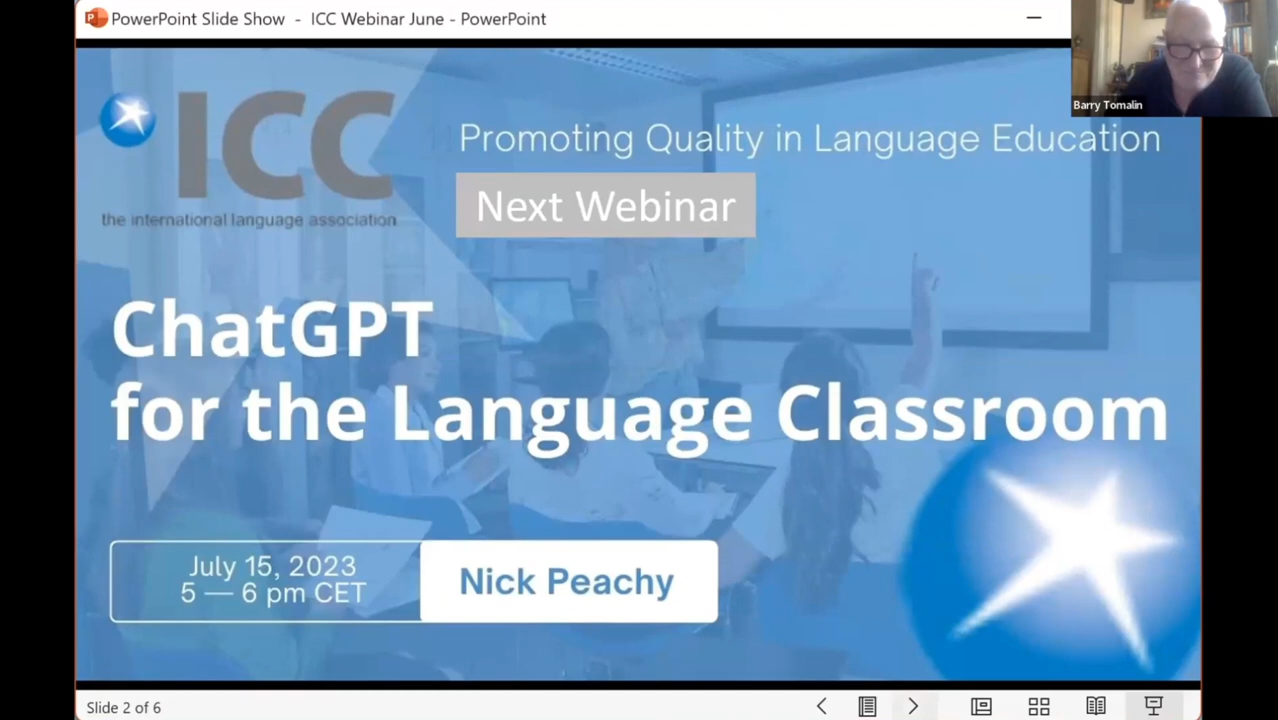 PowerPoint Slide Show - ICC Webinar June - PowerPoint
Barry Tomalin
ICC
the international language association
Promoting Quality in Language Education
Next Webinar
ChatGPT
for the Language Classroom
July 15, 2023
5 — 6 pm CET
Nick Peachy
Slide 2 of 6